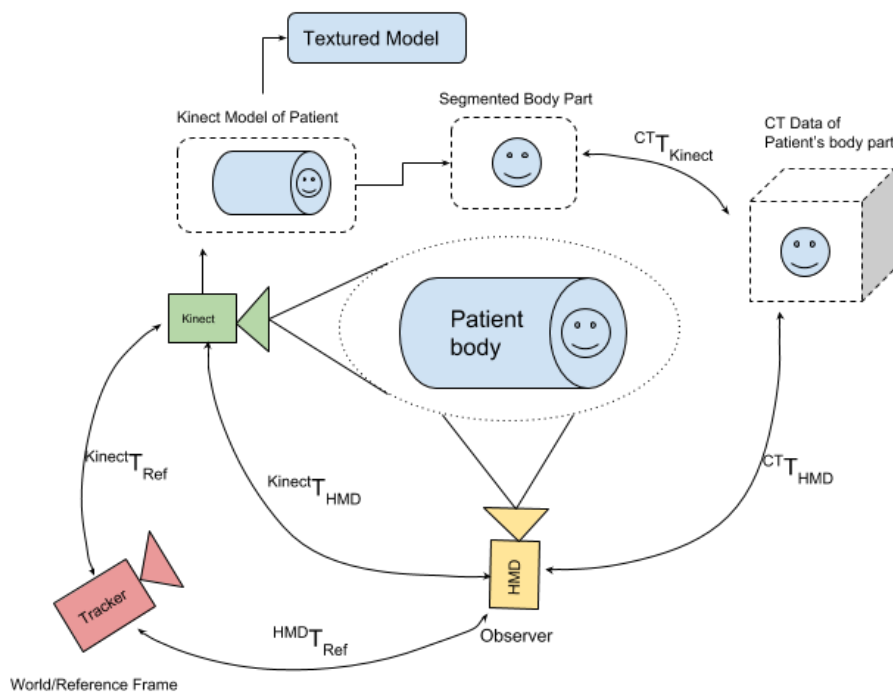 Textured Model
Kinect Model of Patient
Segmented Body Part
CT Data of
Patient's body part
CT T Kinect
Kinect
Patient
body
Kinect T Ref
Kinect T HMD
CT T HMD
HMD
Tracker
HMD T Ref
Observer
World/Reference Frame